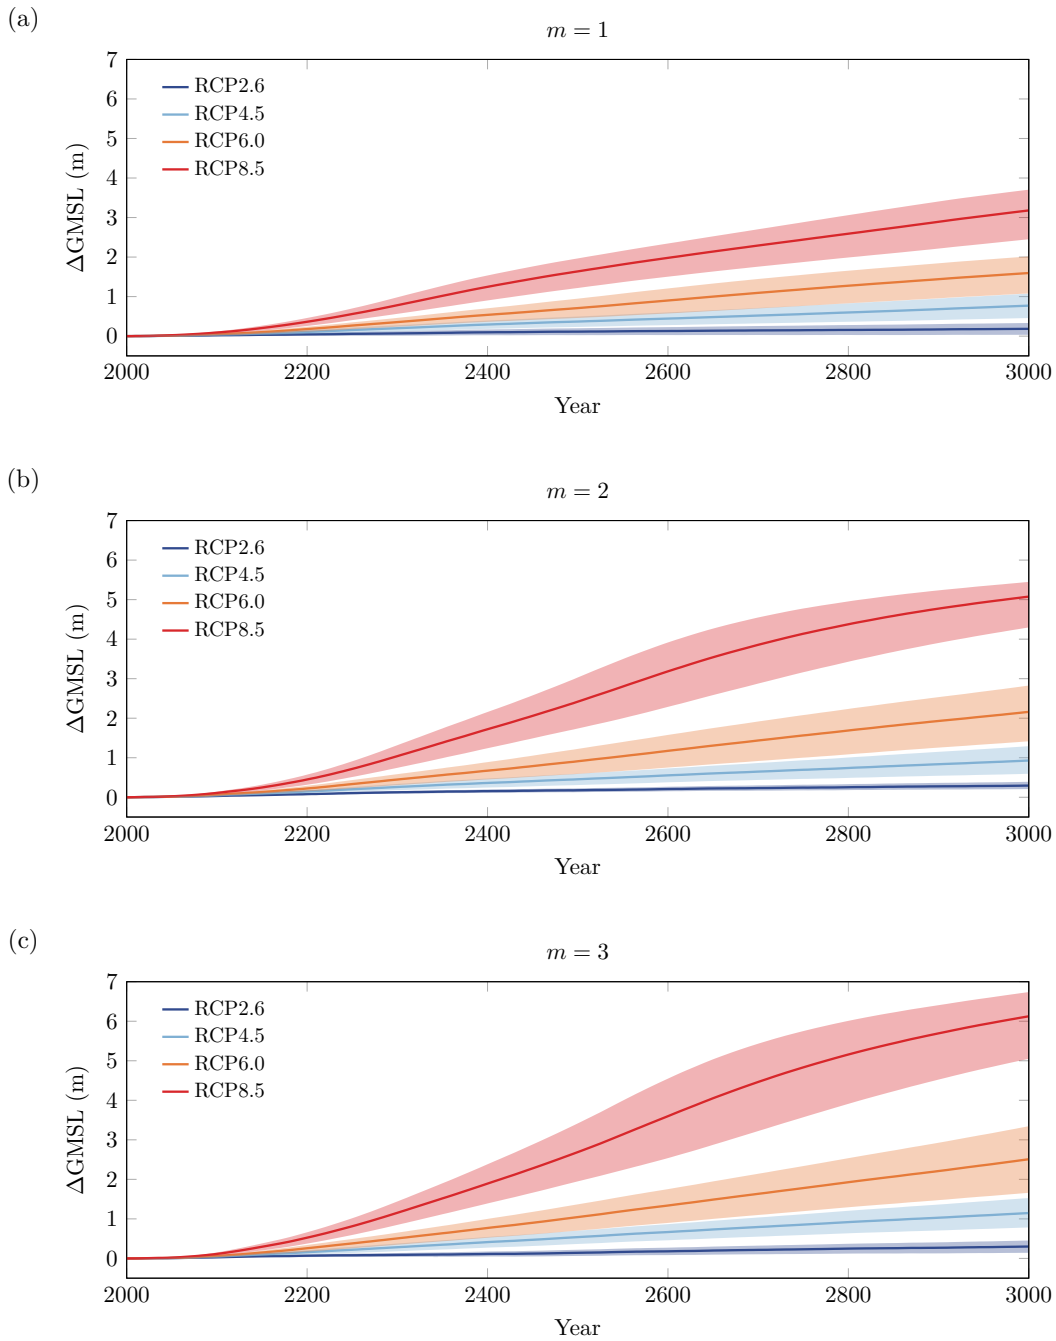 (a)
m = 1
7
6
5
4
3
2
1
0
ΔGMSL (m)
RCP2.6
RCP4.5
RCP6.0
RCP8.5
2000 2200 2400 2600 2800 3000
Year
(b)
m = 2
7
6
5
4
3
2
1
0
ΔGMSL (m)
RCP2.6
RCP4.5
RCP6.0
RCP8.5
2000 2200 2400 2600 2800 3000
Year
(c)
m = 3
7
6
5
4
3
2
1
0
ΔGMSL (m)
RCP2.6
RCP4.5
RCP6.0
RCP8.5
2000 2200 2400 2600 2800 3000
Year